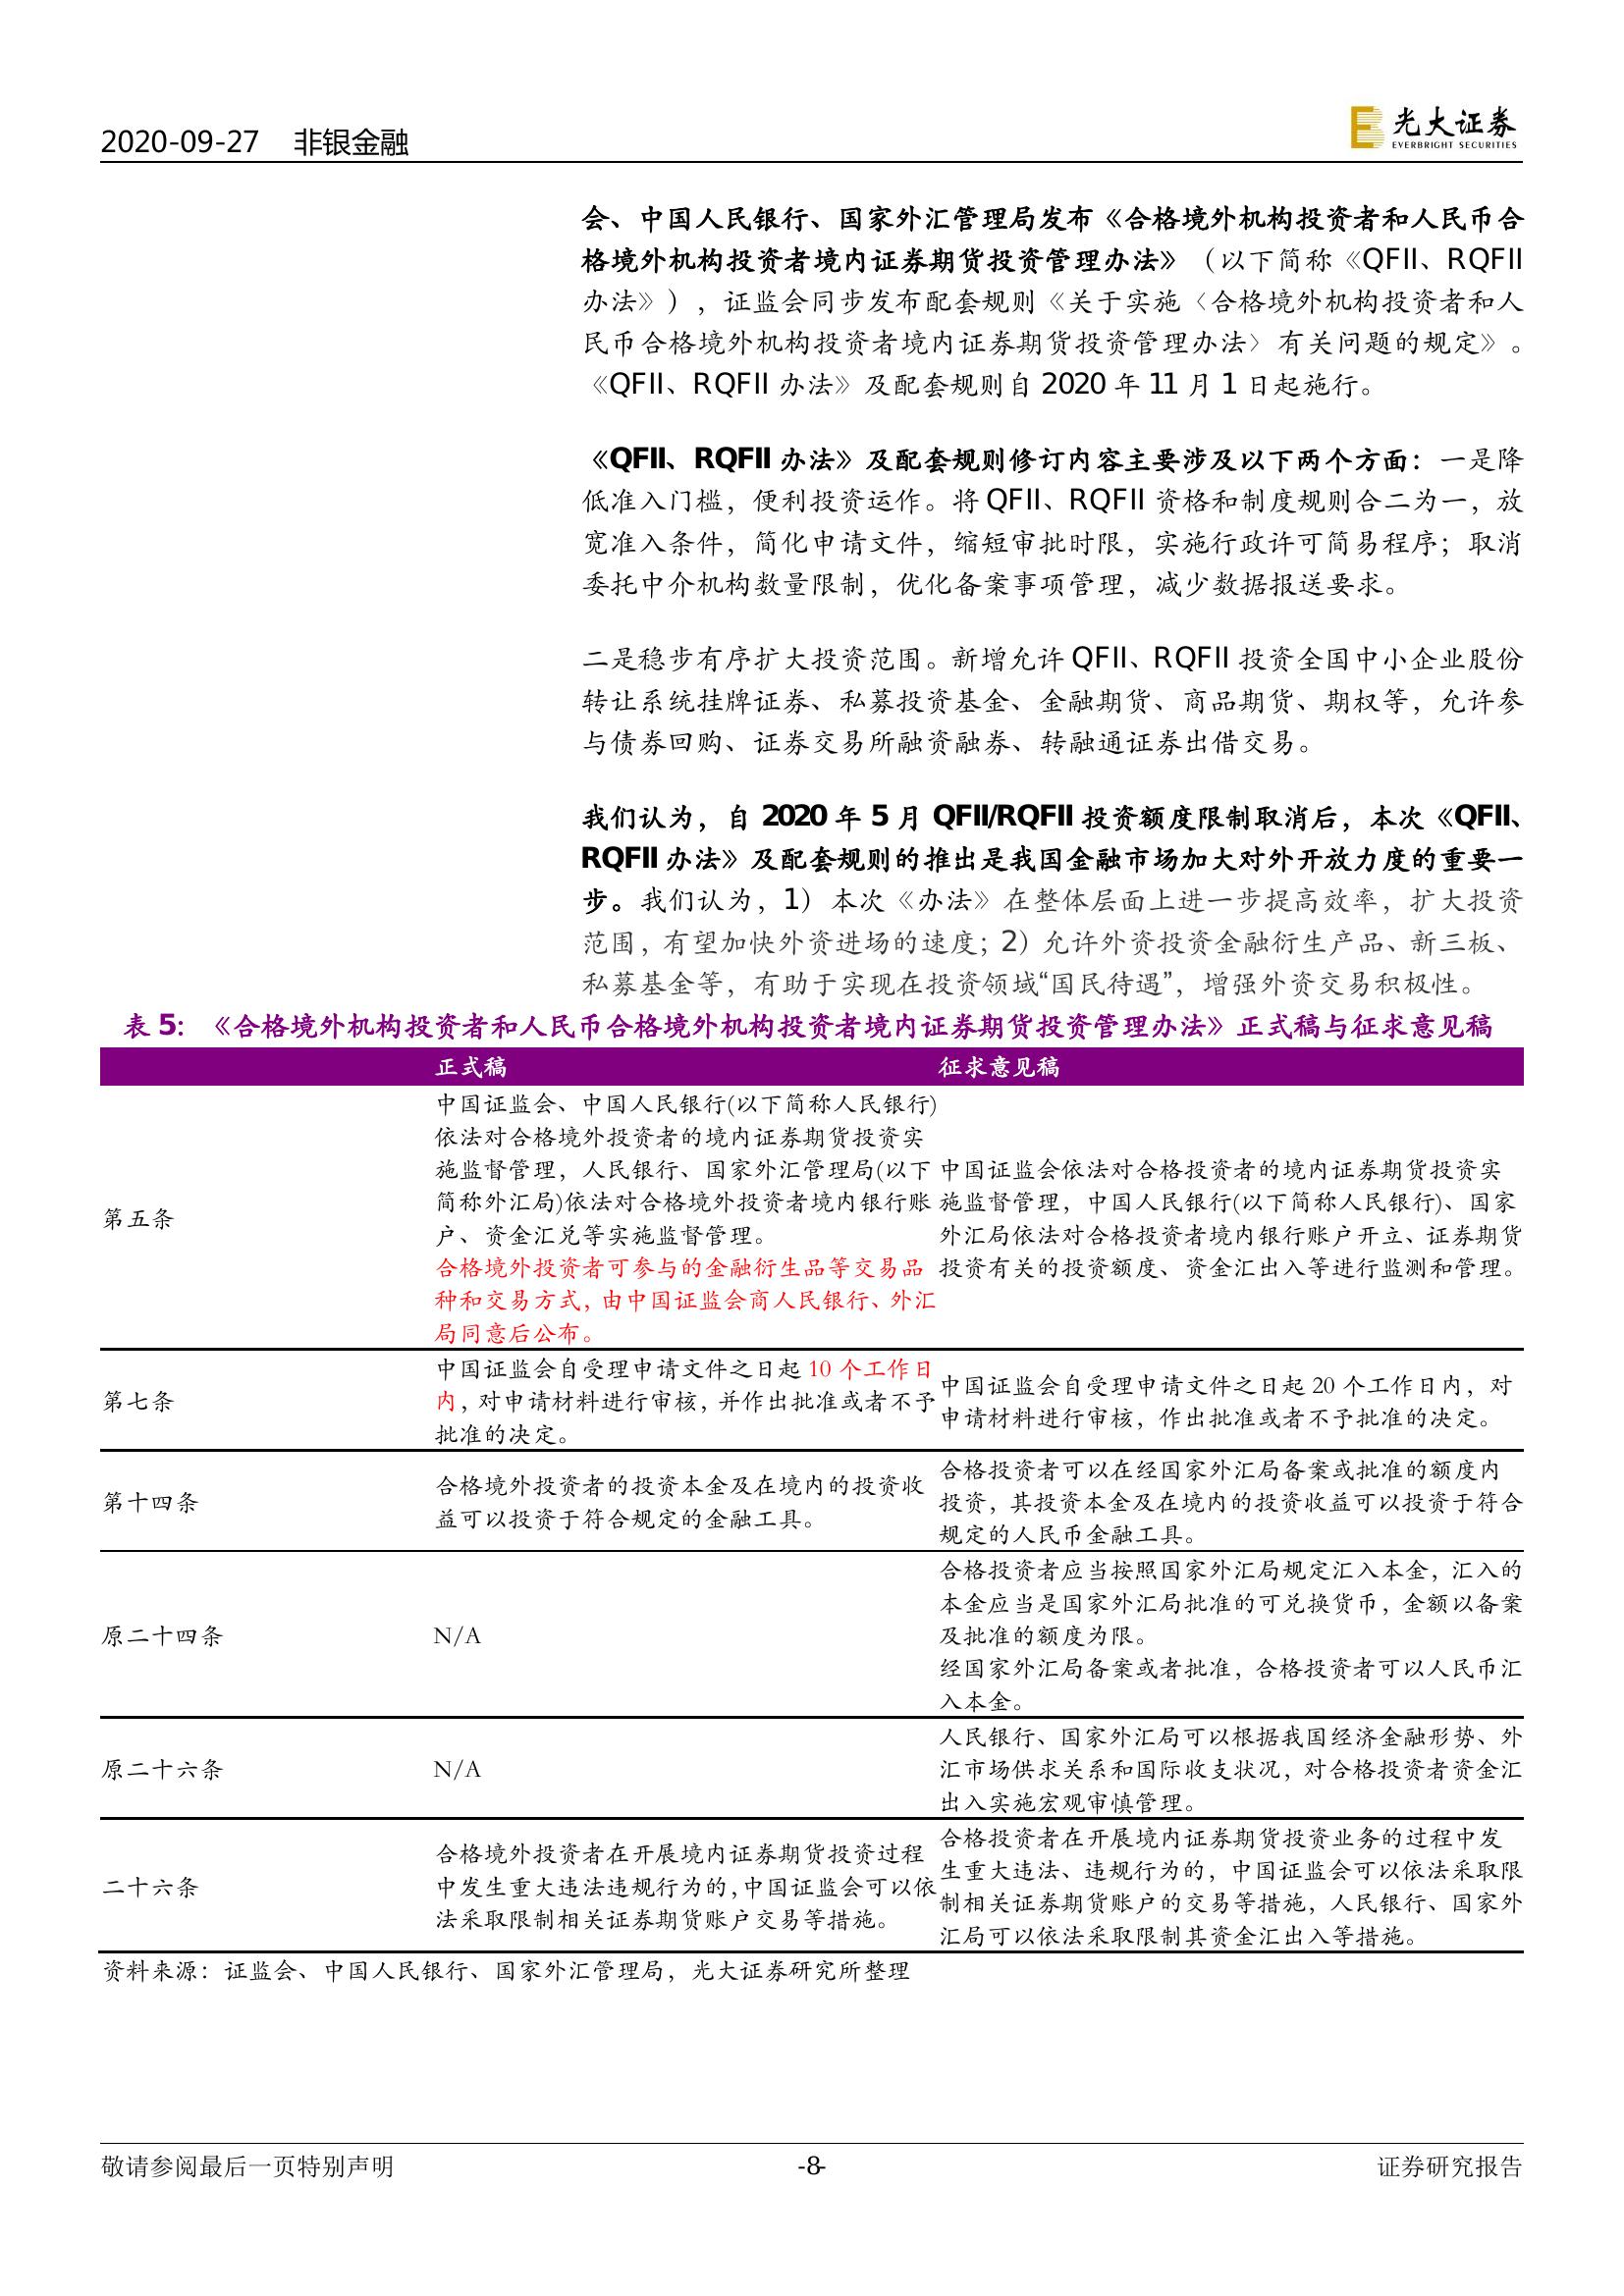 2020-09-27 非银金融
光大证券
EVERBRIGHT SECURITIES
会、中国人民银行、国家外汇管理局发布《合格境外机构投资者和人民币合
格境外机构投资者境内证券期货投资管理办法》（以下简称《QFII、RQFII
办法》），证监会同步发布配套规则《关于实施〈合格境外机构投资者和人
民币合格境外机构投资者境内证券期货投资管理办法〉有关问题的规定》。
《QFII、RQFII 办法》及配套规则自 2020 年 11 月 1 日起施行。
《QFII、RQFII 办法》及配套规则修订内容主要涉及以下两个方面：一是降
低准入门槛，便利投资运作。将 QFII、RQFII 资格和制度规则合二为一，放
宽准入条件，简化申请文件，缩短审批时限，实施行政许可简易程序；取消
委托中介机构数量限制，优化备案事项管理，减少数据报送要求。
二是稳步有序扩大投资范围。新增允许 QFII、RQFII 投资全国中小企业股份
转让系统挂牌证券、私募投资基金、金融期货、商品期货、期权等，允许参
与债券回购、证券交易所融资融券、转融通证券出借交易。
我们认为，自 2020 年 5 月 QFII/RQFII 投资额度限制取消后，本次《QFII、
RQFII 办法》及配套规则的推出是我国金融市场加大对外开放力度的重要一
步。我们认为，1）本次《办法》在整体层面上进一步提高效率，扩大投资
范围，有望加快外资进场的速度；2）允许外资投资金融衍生产品、新三板、
私募基金等，有助于实现在投资领域“国民待遇”，增强外资交易积极性。
表 5：《合格境外机构投资者和人民币合格境外机构投资者境内证券期货投资管理办法》正式稿与征求意见稿
正式稿 征求意见稿
第五条
中国证监会、中国人民银行(以下简称人民银行)
依法对合格境外投资者的境内证券期货投资实
施监督管理，人民银行、国家外汇管理局(以下
简称外汇局)依法对合格境外投资者境内银行账
户、资金汇兑等实施监督管理。
合格境外投资者可参与的金融衍生品等交易品
种和交易方式，由中国证监会商人民银行、外汇
局同意后公布。
中国证监会依法对合格投资者的境内证券期货投资实
施监督管理，中国人民银行(以下简称人民银行)、国家
外汇局依法对合格投资者境内银行账户开立、证券期货
投资有关的投资额度、资金汇出入等进行监测和管理。
第七条
中国证监会自受理申请文件之日起 10 个工作日
内，对申请材料进行审核，并作出批准或者不予
批准的决定。
中国证监会自受理申请文件之日起 20 个工作日内，对
申请材料进行审核，作出批准或者不予批准的决定。
第十四条
合格境外投资者的投资本金及在境内的投资收
益可以投资于符合规定的金融工具。
合格投资者可以在经国家外汇局备案或批准的额度内
投资，其投资本金及在境内的投资收益可以投资于符合
规定的人民币金融工具。
原二十四条
N/A
合格投资者应当按照国家外汇局规定汇入本金，汇入的
本金应当是国家外汇局批准的可兑换货币，金额以备案
及批准的额度为限。
经国家外汇局备案或者批准，合格投资者可以人民币汇
入本金。
原二十六条
N/A
人民银行、国家外汇局可以根据我国经济金融形势、外
汇市场供求关系和国际收支状况，对合格投资者资金汇
出入实施宏观审慎管理。
二十六条
合格境外投资者在开展境内证券期货投资过程
中发生重大违法违规行为的，中国证监会可以依
法采取限制相关证券期货账户交易等措施。
合格投资者在开展境内证券期货投资业务的过程中发
生重大违法、违规行为的，中国证监会可以依法采取限
制相关证券期货账户的交易等措施，人民银行、国家外
汇局可以依法采取限制其资金汇出入等措施。
资料来源：证监会、中国人民银行、国家外汇管理局，光大证券研究所整理
敬请参阅最后一页特别声明 -8- 证券研究报告